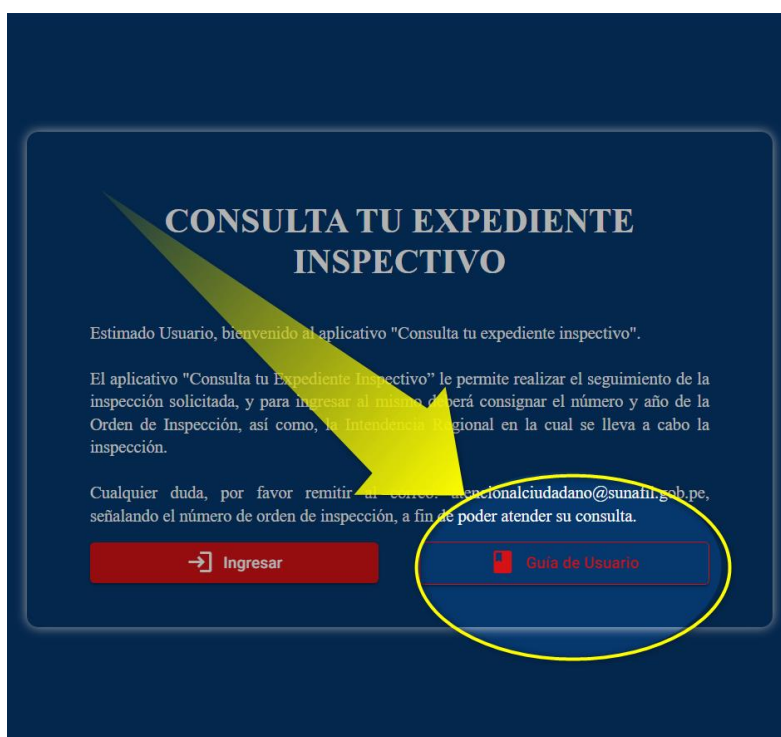 CONSULTA TU EXPEDIENTE
INSPECTIVO
Estimado Usuario, bienvenido al aplicativo "Consulta tu expediente inspectivo".
El aplicativo "Consulta tu Expediente Inspectivo” le permite realizar el seguimiento de la
inspección solicitada, y para ingresar al mismo deberá consignar el número y año de la
Orden de Inspección, así como, la Intendencia Regional en la cual se lleva a cabo la
inspección.
Cualquier duda, por favor remitir al correo: atencionalciudadano@sunafil.gob.pe,
señalando el número de orden de inspección, a fin de poder atender su consulta.
Ingresar
Guía de Usuario